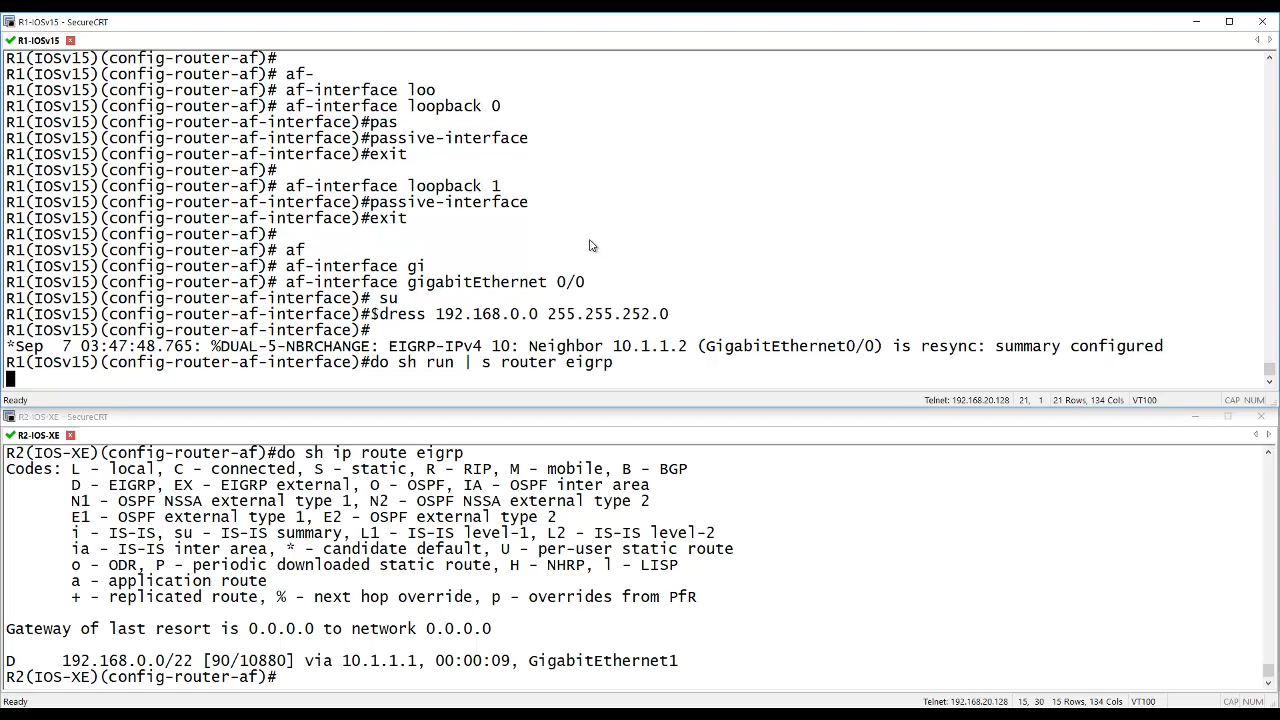 R1-IOSv15 - SecureCRT
R1-IOSv15
R1(IOSv15)(config-router-af)#
R1(IOSv15)(config-router-af)# af-
R1(IOSv15)(config-router-af)# af-interface loo
R1(IOSv15)(config-router-af)# af-interface loopback 0
R1(IOSv15)(config-router-af-interface)#pas
R1(IOSv15)(config-router-af-interface)#passive-interface
R1(IOSv15)(config-router-af-interface)#exit
R1(IOSv15)(config-router-af)#
R1(IOSv15)(config-router-af)# af-interface loopback 1
R1(IOSv15)(config-router-af-interface)#passive-interface
R1(IOSv15)(config-router-af-interface)#exit
R1(IOSv15)(config-router-af)#
R1(IOSv15)(config-router-af)# af
R1(IOSv15)(config-router-af)# af-interface gi
R1(IOSv15)(config-router-af)# af-interface gigabitEthernet 0/0
R1(IOSv15)(config-router-af-interface)# su
R1(IOSv15)(config-router-af-interface)#$dress 192.168.0.0 255.255.252.0
R1(IOSv15)(config-router-af-interface)#
*Sep  7 03:47:48.765: %DUAL-5-NBRCHANGE: EIGRP-IPv4 10: Neighbor 10.1.1.2 (GigabitEthernet0/0) is resync: summary configured
R1(IOSv15)(config-router-af-interface)#do sh run | s router eigrp
Ready Telnet: 192.168.20.128 21, 1 21 Rows, 134 Cols VT100 CAP NUM
R2-IOS-XE - SecureCRT
R2-IOS-XE
R2(IOS-XE)(config-router-af)#do sh ip route eigrp
Codes: L - local, C - connected, S - static, R - RIP, M - mobile, B - BGP
D - EIGRP, EX - EIGRP external, O - OSPF, IA - OSPF inter area
N1 - OSPF NSSA external type 1, N2 - OSPF NSSA external type 2
E1 - OSPF external type 1, E2 - OSPF external type 2
i - IS-IS, su - IS-IS summary, L1 - IS-IS level-1, L2 - IS-IS level-2
ia - IS-IS inter area, * - candidate default, U - per-user static route
o - ODR, P - periodic downloaded static route, H - NHRP, l - LISP
a - application route
+ - replicated route, % - next hop override, p - overrides from PfR
Gateway of last resort is 0.0.0.0 to network 0.0.0.0
D     192.168.0.0/22 [90/10880] via 10.1.1.1, 00:00:09, GigabitEthernet1
R2(IOS-XE)(config-router-af)#
Ready Telnet: 192.168.20.128 15, 30 15 Rows, 134 Cols VT100 CAP NUM